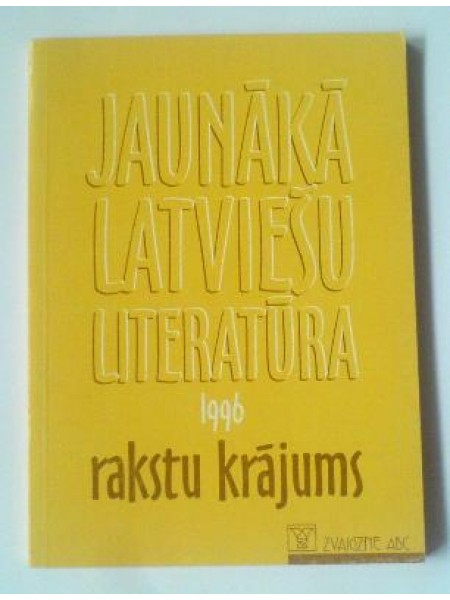 JAUNĀKĀ
LATVIEŠU
LITERATŪRA
1996
rakstu krājums
ZVAIGZNE ABC